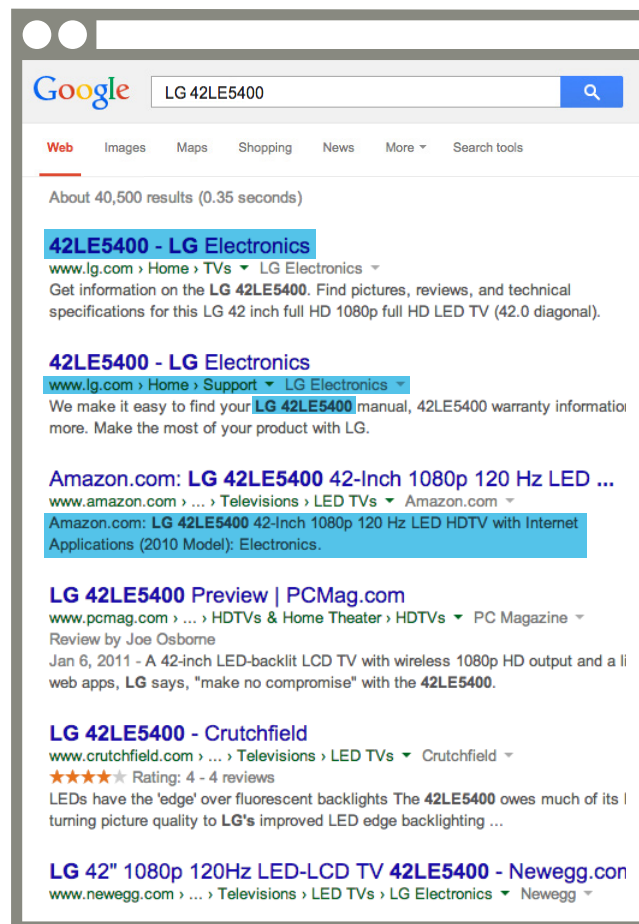 Google LG 42LE5400
Web Images Maps Shopping News More Search tools
About 40,500 results (0.35 seconds)
42LE5400 - LG Electronics
www.lg.com › Home › TVs ▼ LG Electronics ▼
Get information on the LG 42LE5400. Find pictures, reviews, and technical
specifications for this LG 42 inch full HD 1080p full HD LED TV (42.0 diagonal).
42LE5400 - LG Electronics
www.lg.com › Home › Support ▼ LG Electronics ▼
We make it easy to find your LG 42LE5400 manual, 42LE5400 warranty information
more. Make the most of your product with LG.
Amazon.com: LG 42LE5400 42-Inch 1080p 120 Hz LED ...
www.amazon.com › ... › Televisions › LED TVs ▼ Amazon.com ▼
Amazon.com: LG 42LE5400 42-Inch 1080p 120 Hz LED HDTV with Internet
Applications (2010 Model): Electronics.
LG 42LE5400 Preview | PCMag.com
www.pcmag.com › ... › HDTVs & Home Theater › HDTVs ▼ PC Magazine ▼
Review by Joe Osborne
Jan 6, 2011 - A 42-inch LED-backlit LCD TV with wireless 1080p HD output and a
web apps, LG says, "make no compromise" with the 42LE5400.
LG 42LE5400 - Crutchfield
www.crutchfield.com › ... › Televisions › LED TVs ▼ Crutchfield ▼
★★★★★ Rating: 4 - 4 reviews
LEDs have the 'edge' over fluorescent backlights The 42LE5400 owes much of its
turning picture quality to LG's improved LED edge backlighting ...
LG 42" 1080p 120Hz LED-LCD TV 42LE5400 - Newegg.com
www.newegg.com › ... › Televisions › LED TVs › LG Electronics ▼ Newegg ▼